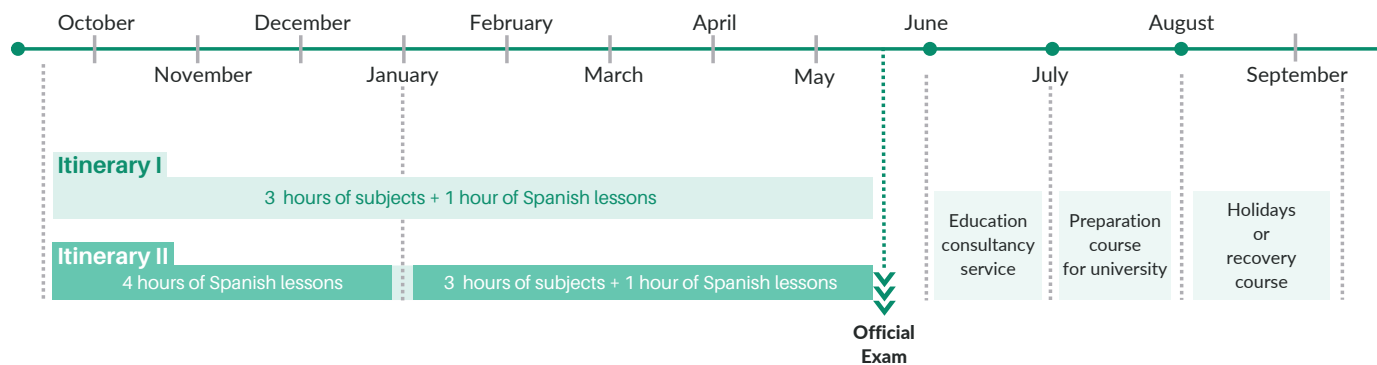 October
December
February
April
June
August
November
January
March
May
July
September
Itinerary I
3 hours of subjects + 1 hour of Spanish lessons
Itinerary II
4 hours of Spanish lessons
3 hours of subjects + 1 hour of Spanish lessons
Official
Exam
Education
consultancy
service
Preparation
course
for university
Holidays
or
recovery
course